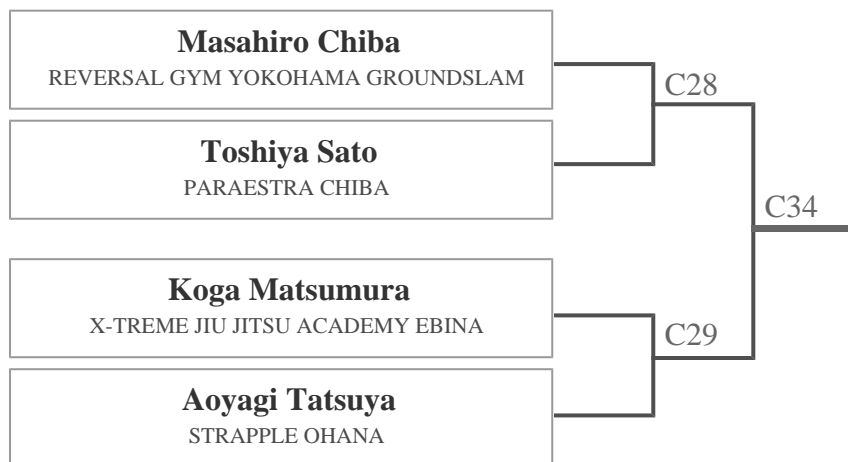 Masahiro Chiba
REVERSAL GYM YOKOHAMA GROUNDSLAM
C28
Toshiya Sato
PARAESTRA CHIBA
C34
Koga Matsumura
X-TREME JIU JITSU ACADEMY EBINA
C29
Aoyagi Tatsuya
STRAPPLE OHANA